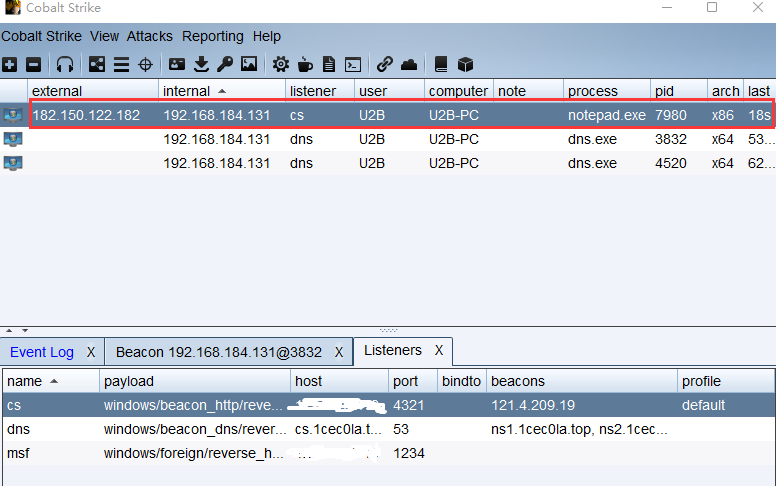 Cobalt Strike
Cobalt Strike View Attacks Reporting Help
external internal listener user computer note process pid arch last
182.150.122.182 192.168.184.131 cs U2B U2B-PC notepad.exe 7980 x86 18s
192.168.184.131 dns U2B U2B-PC dns.exe 3832 x64 53...
192.168.184.131 dns U2B U2B-PC dns.exe 4520 x64 62...
Event Log X Beacon 192.168.184.131@3832 X Listeners X
name payload host port bindto beacons profile
cs windows/beacon_http/reve... 4321 121.4.209.19 default
dns windows/beacon_dns/rever... cs.1cec0la.t... 53 ns1.1cec0la.top, ns2.1cec...
msf windows/foreign/reverse_h... 1234